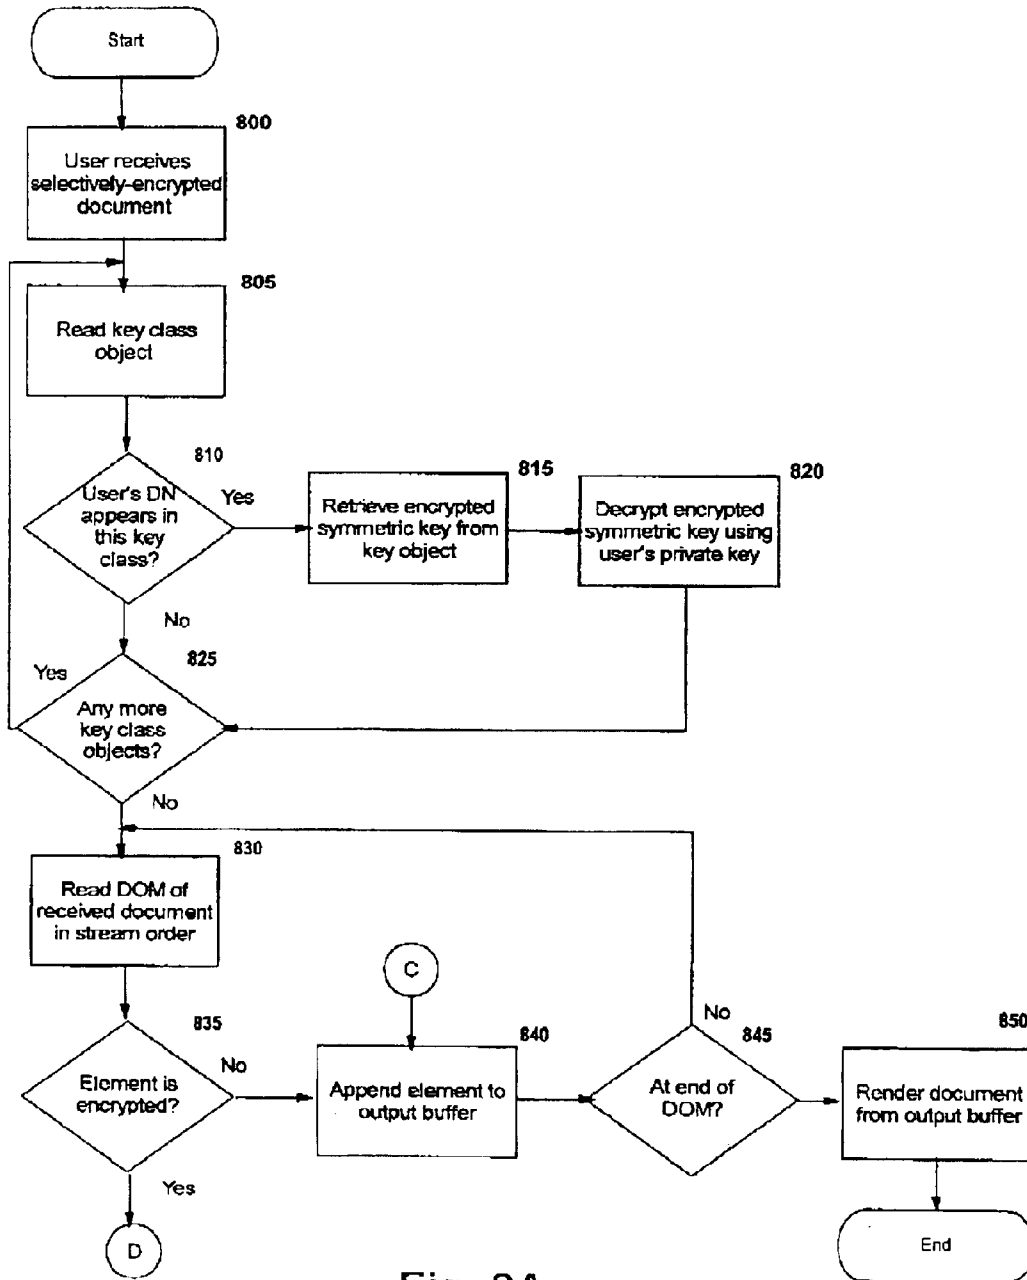 Start
800
User receives
selectively-encrypted
document
805
Read key class
object
810
User's DN
appears in
this key
class?
Yes
815
Retrieve encrypted
symmetric key from
key object
820
Decrypt encrypted
symmetric key using
user's private key
No
825
Yes
Any more
key class
objects?
No
830
Read DOM of
received document
in stream order
C
835
Element is
encrypted?
No
840
Append element to
output buffer
No
845
At end of
DOM?
850
Render document
from output buffer
Yes
D
End